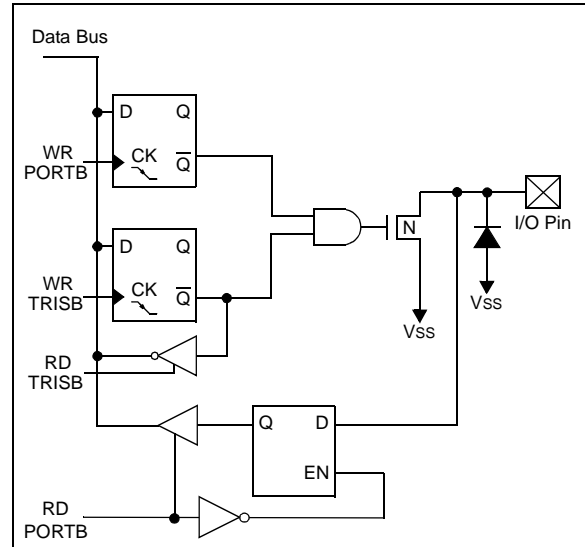 Data Bus
D Q
WR
PORTB
CK
Q
N
I/O Pin
D Q
WR
TRISB
CK
Q
VSS
VSS
RD
TRISB
Q D
EN
RD
PORTB